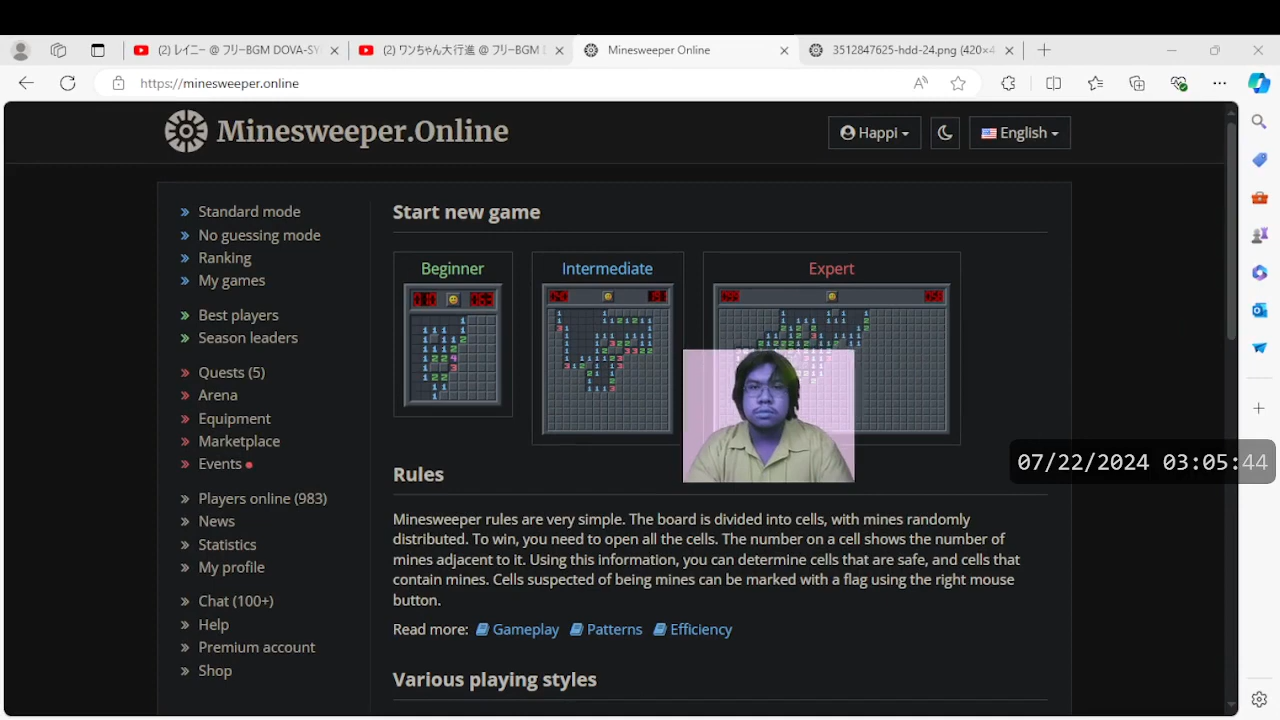 (2) レイニー @ フリーBGM DOVA-SY
(2) ワンちゃん大行進 @ フリーBGM
Minesweeper Online
3512847625-hdd-24.png (420×4
https://minesweeper.online
Minesweeper.Online
Happi
English
Standard mode
No guessing mode
Ranking
My games
Best players
Season leaders
Quests (5)
Arena
Equipment
Marketplace
Events
Players online (983)
News
Statistics
My profile
Chat (100+)
Help
Premium account
Shop
Start new game
Beginner
Intermediate
Expert
07/22/2024 03:05:44
Rules
Minesweeper rules are very simple. The board is divided into cells, with mines randomly
distributed. To win, you need to open all the cells. The number on a cell shows the number of
mines adjacent to it. Using this information, you can determine cells that are safe, and cells that
contain mines. Cells suspected of being mines can be marked with a flag using the right mouse
button.
Read more: Gameplay Patterns Efficiency
Various playing styles